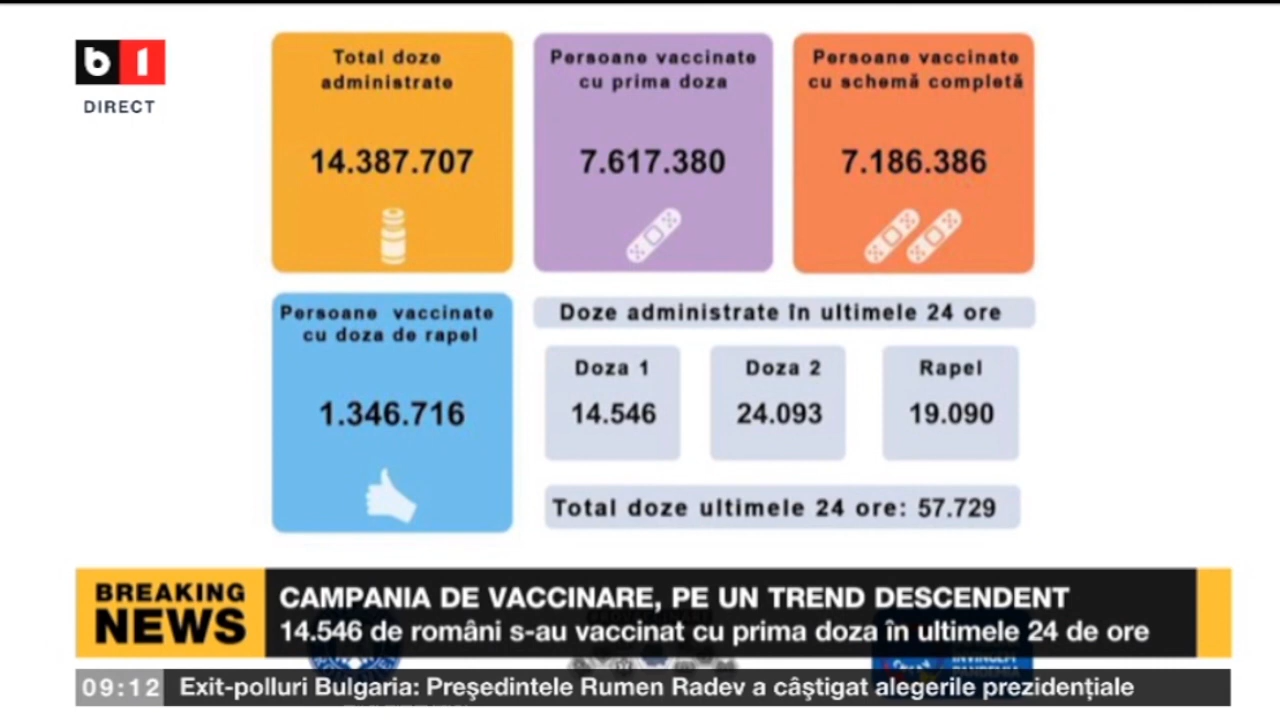 b1
DIRECT
Total doze
administrate
14.387.707
Persoane vaccinate
cu prima doza
7.617.380
Persoane vaccinate
cu schemă completă
7.186.386
Persoane vaccinate
cu doza de rapel
1.346.716
Doze administrate în ultimele 24 ore
Doza 1
14.546
Doza 2
24.093
Rapel
19.090
Total doze ultimele 24 ore: 57.729
BREAKING
NEWS
CAMPANIA DE VACCINARE, PE UN TREND DESCENDENT
14.546 de români s-au vaccinat cu prima doza în ultimele 24 de ore
09:12
Exit-polluri Bulgaria: Președintele Rumen Radev a câștigat alegerile prezidențiale